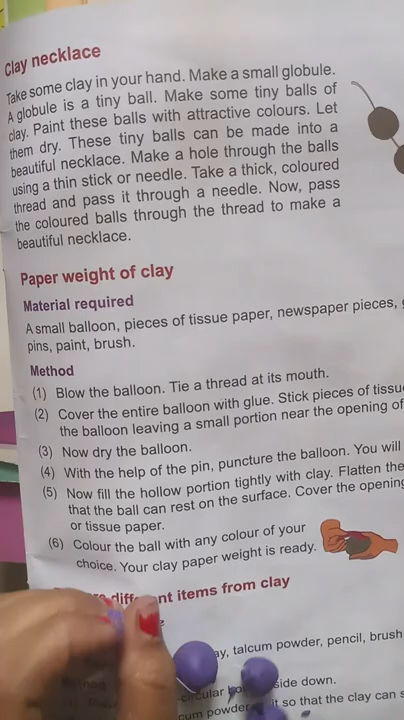 Clay necklace
Take some clay in your hand. Make a small globule.
A globule is a tiny ball. Make some tiny balls of
clay. Paint these balls with attractive colours. Let
them dry. These tiny balls can be made into a
beautiful necklace. Make a hole through the balls
using a thin stick or needle. Take a thick, coloured
thread and pass it through a needle. Now, pass
the coloured balls through the thread to make a
beautiful necklace.
Paper weight of clay
Material required
A small balloon, pieces of tissue paper, newspaper pieces,
pins, paint, brush.
Method
(1) Blow the balloon. Tie a thread at its mouth.
(2) Cover the entire balloon with glue. Stick pieces of tissu
the balloon leaving a small portion near the opening of
(3) Now dry the balloon.
(4) With the help of the pin, puncture the balloon. You will
(5) Now fill the hollow portion tightly with clay. Flatten the
that the ball can rest on the surface. Cover the opening
or tissue paper.
(6) Colour the ball with any colour of your
choice. Your clay paper weight is ready.
items from clay
ay, talcum powder, pencil, brush
circular side down.
cum powder it so that the clay can s